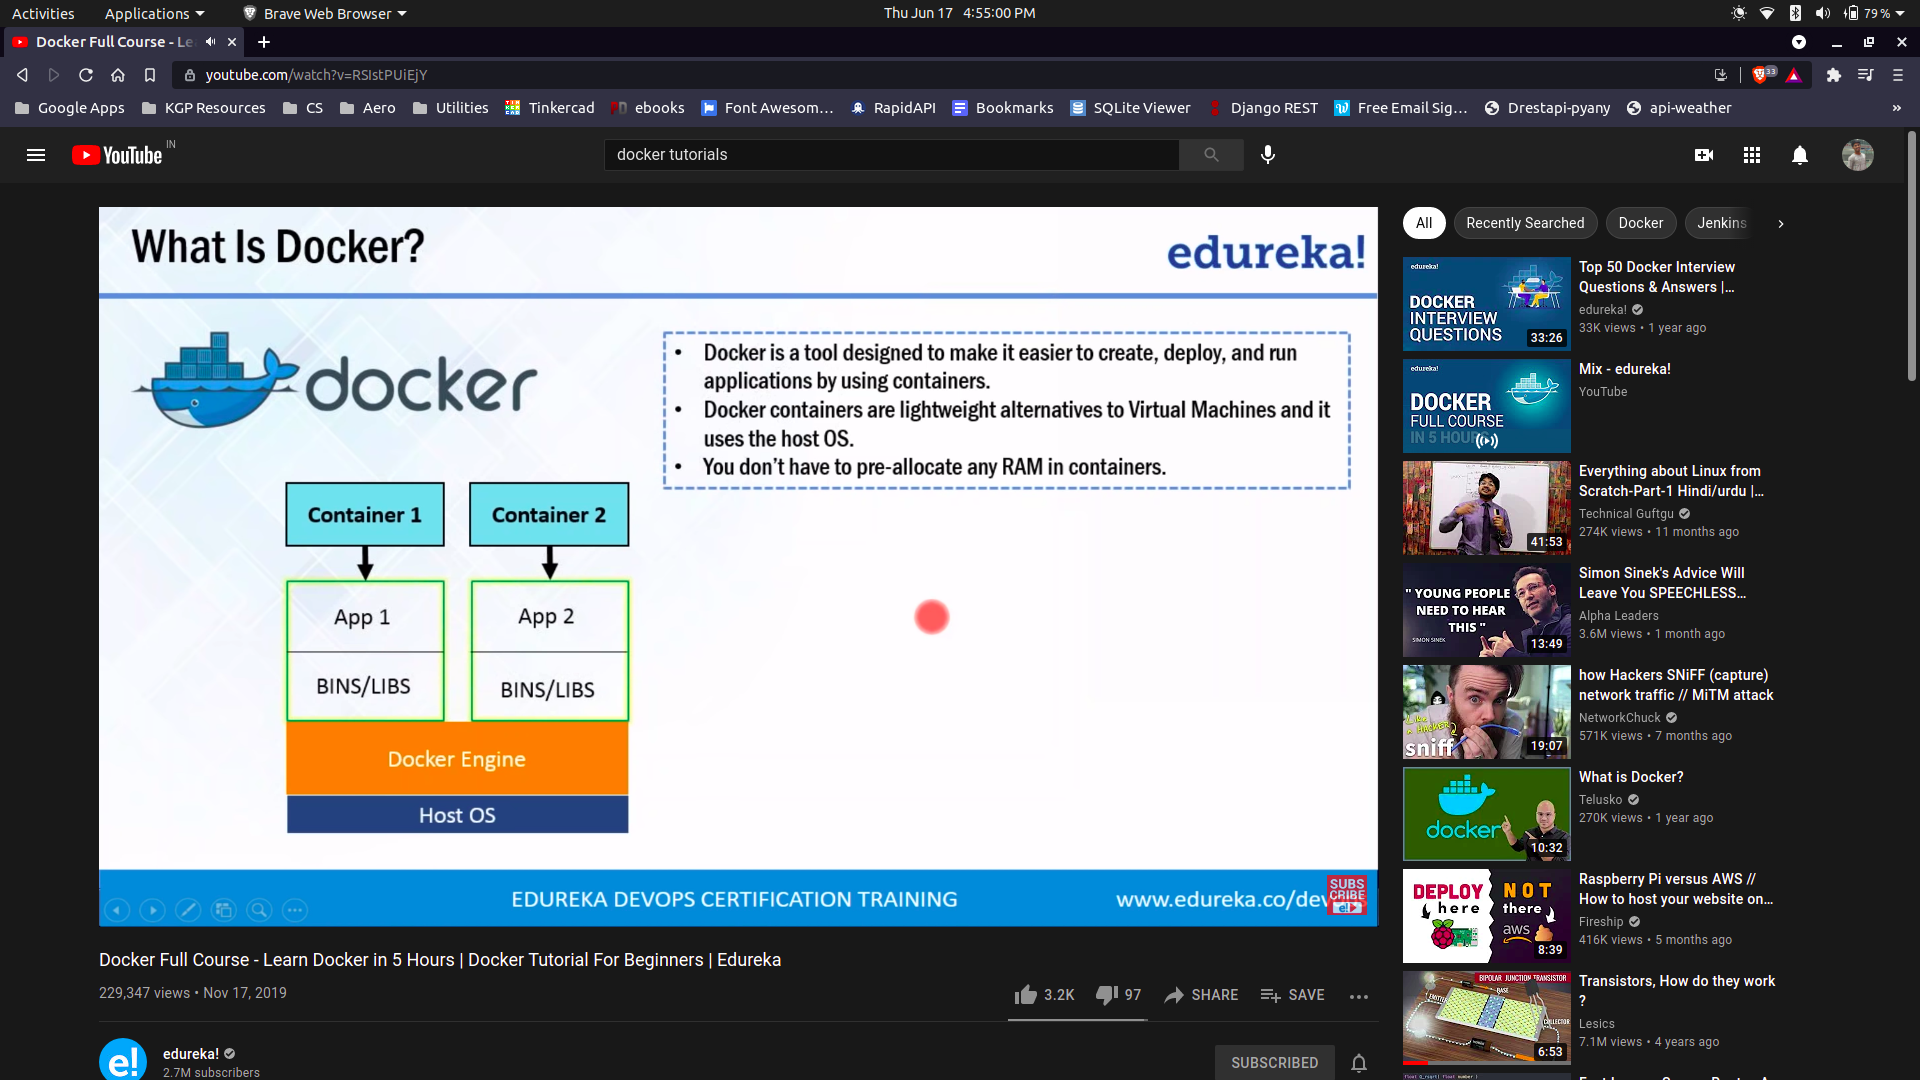 Activities Applications Brave Web Browser Thu Jun 17 4:55:00 PM 79 %
Docker Full Course - Le
youtube.com/watch?v=RSIstPUiEjY 33
Google Apps KGP Resources CS Aero Utilities Tinkercad ebooks Font Awesom… RapidAPI Bookmarks SQLite Viewer Django REST Free Email Sig… Drestapi-pyany api-weather »
YouTube IN docker tutorials
What Is Docker?
edureka!
docker
• Docker is a tool designed to make it easier to create, deploy, and run
applications by using containers.
• Docker containers are lightweight alternatives to Virtual Machines and it
uses the host OS.
• You don't have to pre-allocate any RAM in containers.
Container 1 Container 2
App 1 App 2
BINS/LIBS BINS/LIBS
Docker Engine
Host OS
EDUREKA DEVOPS CERTIFICATION TRAINING
www.edureka.co/dev
SUBS
CRIBE
e!
Docker Full Course - Learn Docker in 5 Hours | Docker Tutorial For Beginners | Edureka
229,347 views • Nov 17, 2019
3.2K 97 SHARE SAVE
e!
edureka!
2.7M subscribers
SUBSCRIBED
All Recently Searched Docker Jenkins
edureka!
DOCKER
INTERVIEW
QUESTIONS
33:26
Top 50 Docker Interview
Questions & Answers |…
edureka!
33K views • 1 year ago
edureka!
DOCKER
FULL COURSE
IN 5 HOURS
Mix - edureka!
YouTube
41:53
Everything about Linux from
Scratch-Part-1 Hindi/urdu |…
Technical Guftgu
274K views • 11 months ago
" YOUNG PEOPLE
NEED TO HEAR
THIS "
SIMON SINEK
13:49
Simon Sinek's Advice Will
Leave You SPEECHLESS…
Alpha Leaders
3.6M views • 1 month ago
Like
a HACKER
sniff
19:07
how Hackers SNiFF (capture)
network traffic // MiTM attack
NetworkChuck
571K views • 7 months ago
docker
10:32
What is Docker?
Telusko
270K views • 1 year ago
DEPLOY
here
NOT
there
aws
8:39
Raspberry Pi versus AWS //
How to host your website on…
Fireship
416K views • 5 months ago
BIPOLAR JUNCTION TRANSISTOR
BASE
EMITTER
COLLECTOR
6:53
Transistors, How do they work
?
Lesics
7.1M views • 4 years ago